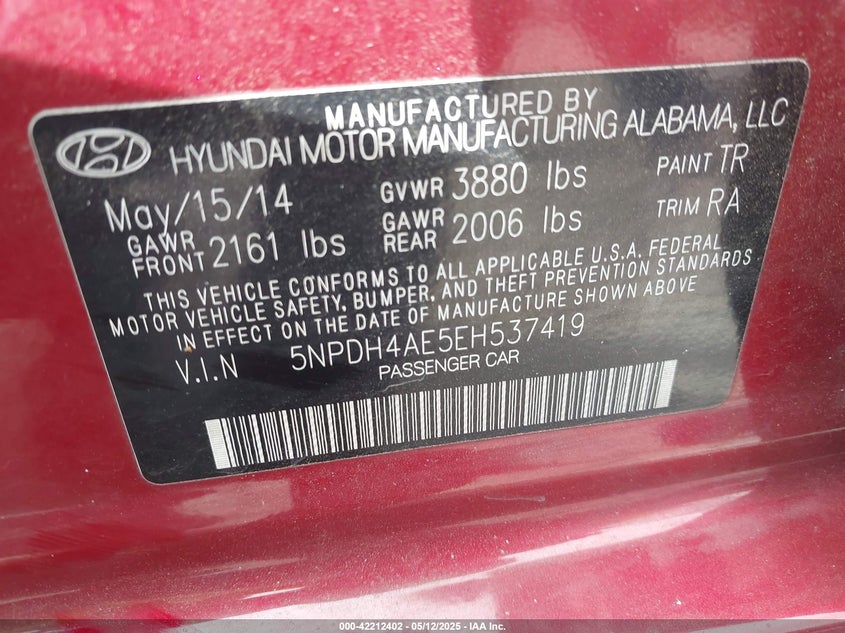 MANUFACTURED BY
HYUNDAI MOTOR MANUFACTURING ALABAMA, LLC
May/15/14 GVWR 3880 lbs PAINT TR
GAWR FRONT 2161 lbs GAWR REAR 2006 lbs TRIM RA
THIS VEHICLE CONFORMS TO ALL APPLICABLE U.S.A. FEDERAL
MOTOR VEHICLE SAFETY, BUMPER, AND THEFT PREVENTION STANDARDS
IN EFFECT ON THE DATE OF MANUFACTURE SHOWN ABOVE
V.I.N 5NPDH4AE5EH537419
PASSENGER CAR
000-42212402 - 05/12/2025 - IAA Inc.